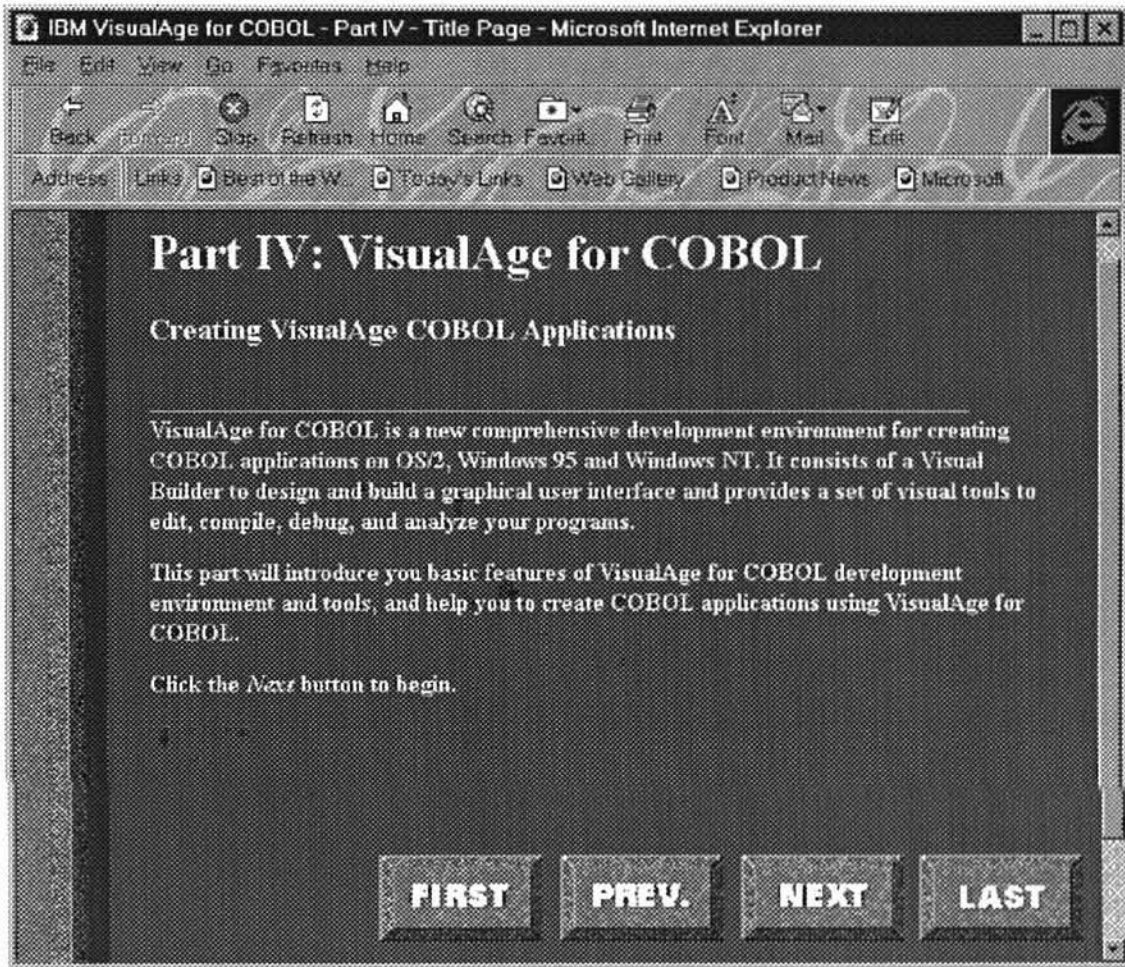 IBM VisualAge for COBOL - Part IV - Title Page - Microsoft Internet Explorer
File Edit View Go Favorites Help
Back Forward Stop Refresh Home Search Favorit.. Print Font Mail Edit
Address Links Best of the W... Today's Links Web Gallery Product News Microsoft
Part IV: VisualAge for COBOL
Creating VisualAge COBOL Applications
VisualAge for COBOL is a new comprehensive development environment for creating
COBOL applications on OS/2, Windows 95 and Windows NT. It consists of a Visual
Builder to design and build a graphical user interface and provides a set of visual tools to
edit, compile, debug, and analyze your programs.
This part will introduce you basic features of VisualAge for COBOL development
environment and tools, and help you to create COBOL applications using VisualAge for
COBOL.
Click the Next button to begin.
FIRST PREV. NEXT LAST